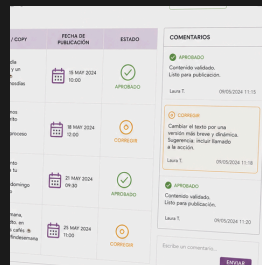 / COPY
FECHA DE
PUBLICACIÓN
ESTADO
15 MAY 2024
10:00
APROBADO
18 MAY 2024
12:00
CORREGIR
21 MAY 2024
09:30
APROBADO
25 MAY 2024
11:00
CORREGIR
COMENTARIOS
APROBADO
Contenido validado.
Listo para publicación.
Laura T.
09/05/2024 11:15
CORREGIR
Cambiar el texto por una
versión más breve y dinámica.
Sugerencia: incluir llamado
a la acción.
Laura T.
09/05/2024 11:18
APROBADO
Contenido validado.
Listo para publicación.
Laura T.
09/05/2024 11:20
Escribe un comentario...
ENVIAR